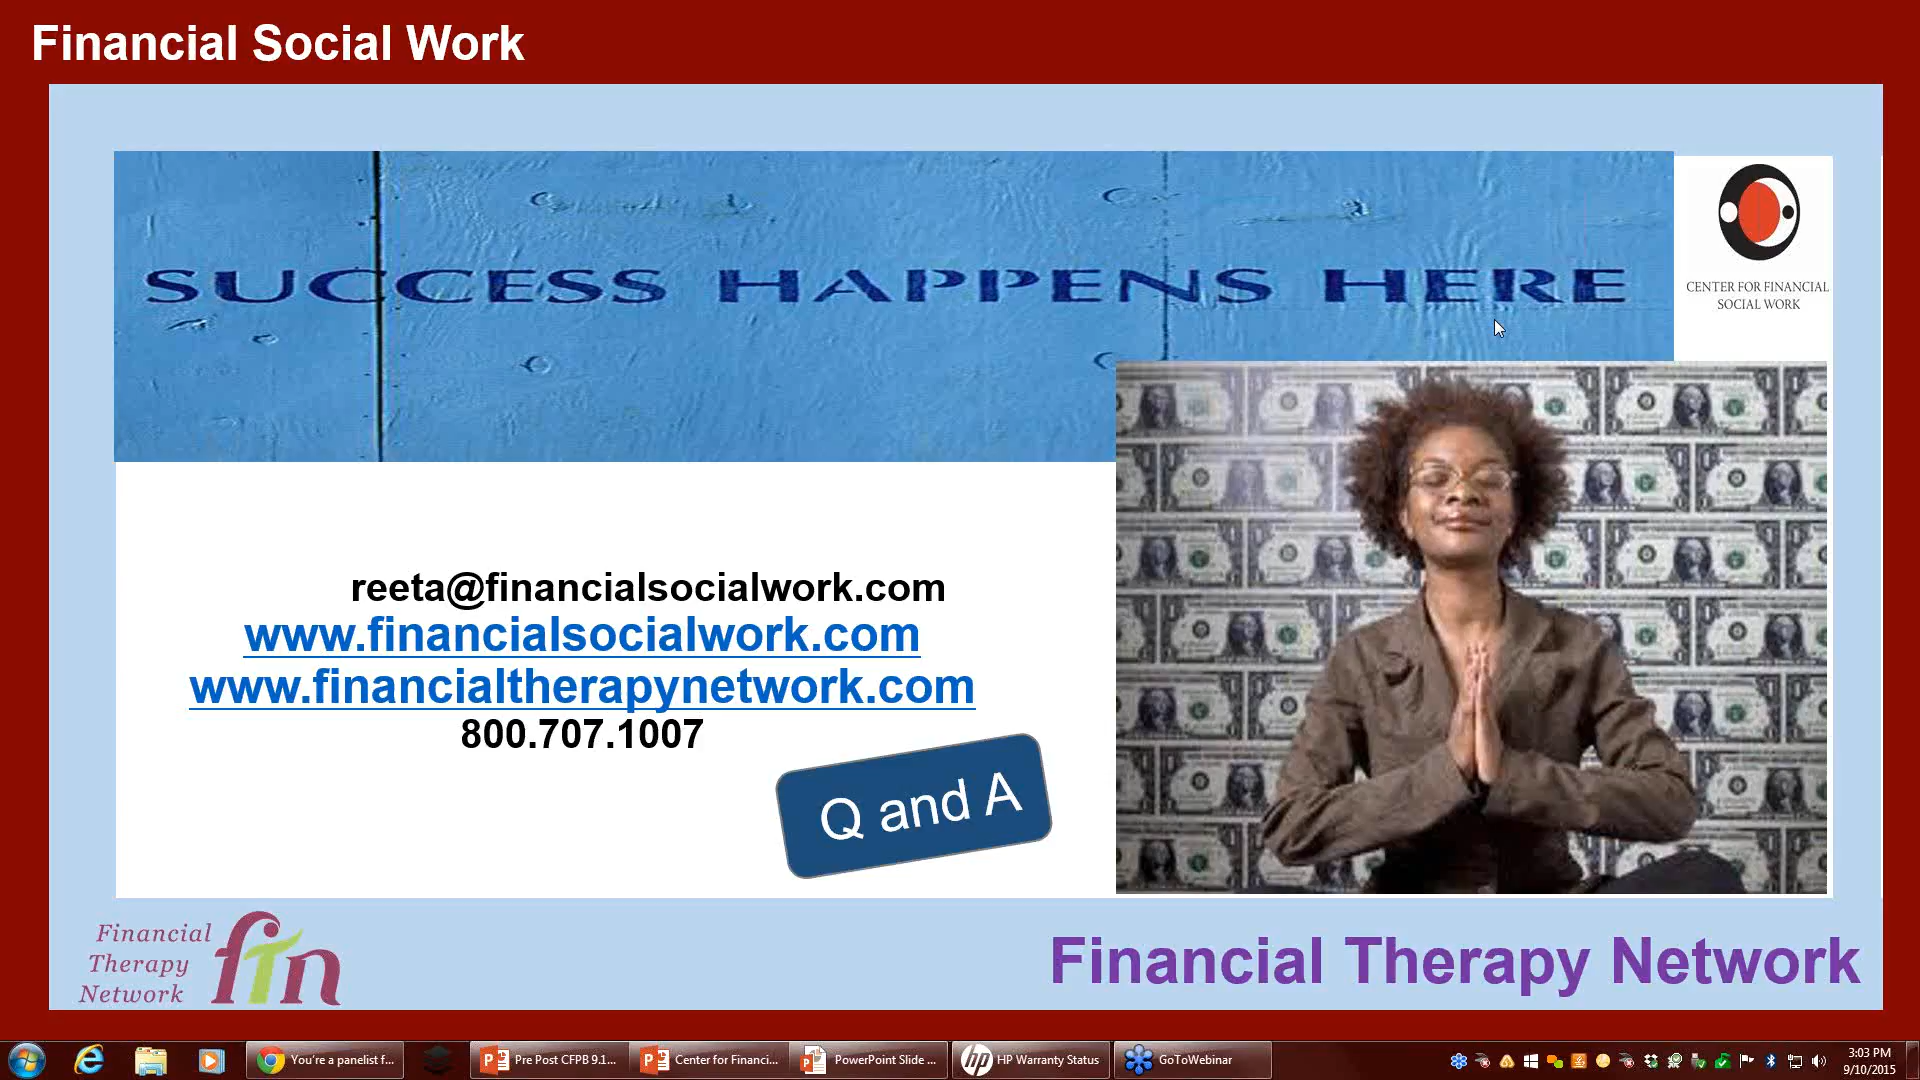 Financial Social Work
SUCCESS HAPPENS HERE
CENTER FOR FINANCIAL
SOCIAL WORK
reeta@financialsocialwork.com
www.financialsocialwork.com
www.financialtherapynetwork.com
800.707.1007
Q and A
Financial
Therapy
Network
ftn
Financial Therapy Network
You're a panelist f...
Pre Post CFPB 9.1...
Center for Financi...
PowerPoint Slide ...
HP Warranty Status
GoToWebinar
3:03 PM
9/10/2015